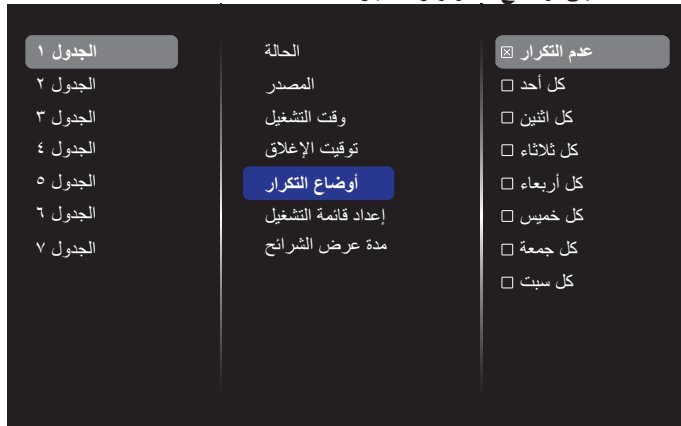 الجدول ١
الجدول ٢
الجدول ٣
الجدول ٤
الجدول ٥
الجدول ٦
الجدول ٧
الحالة
المصدر
وقت التشغيل
توقيت الإغلاق
أوضاع التكرار
إعداد قائمة التشغيل
مدة عرض الشرائح
عدم التكرار ☒
كل أحد ☐
كل اثنين ☐
كل ثلاثاء ☐
كل أربعاء ☐
كل خميس ☐
كل جمعة ☐
كل سبت ☐